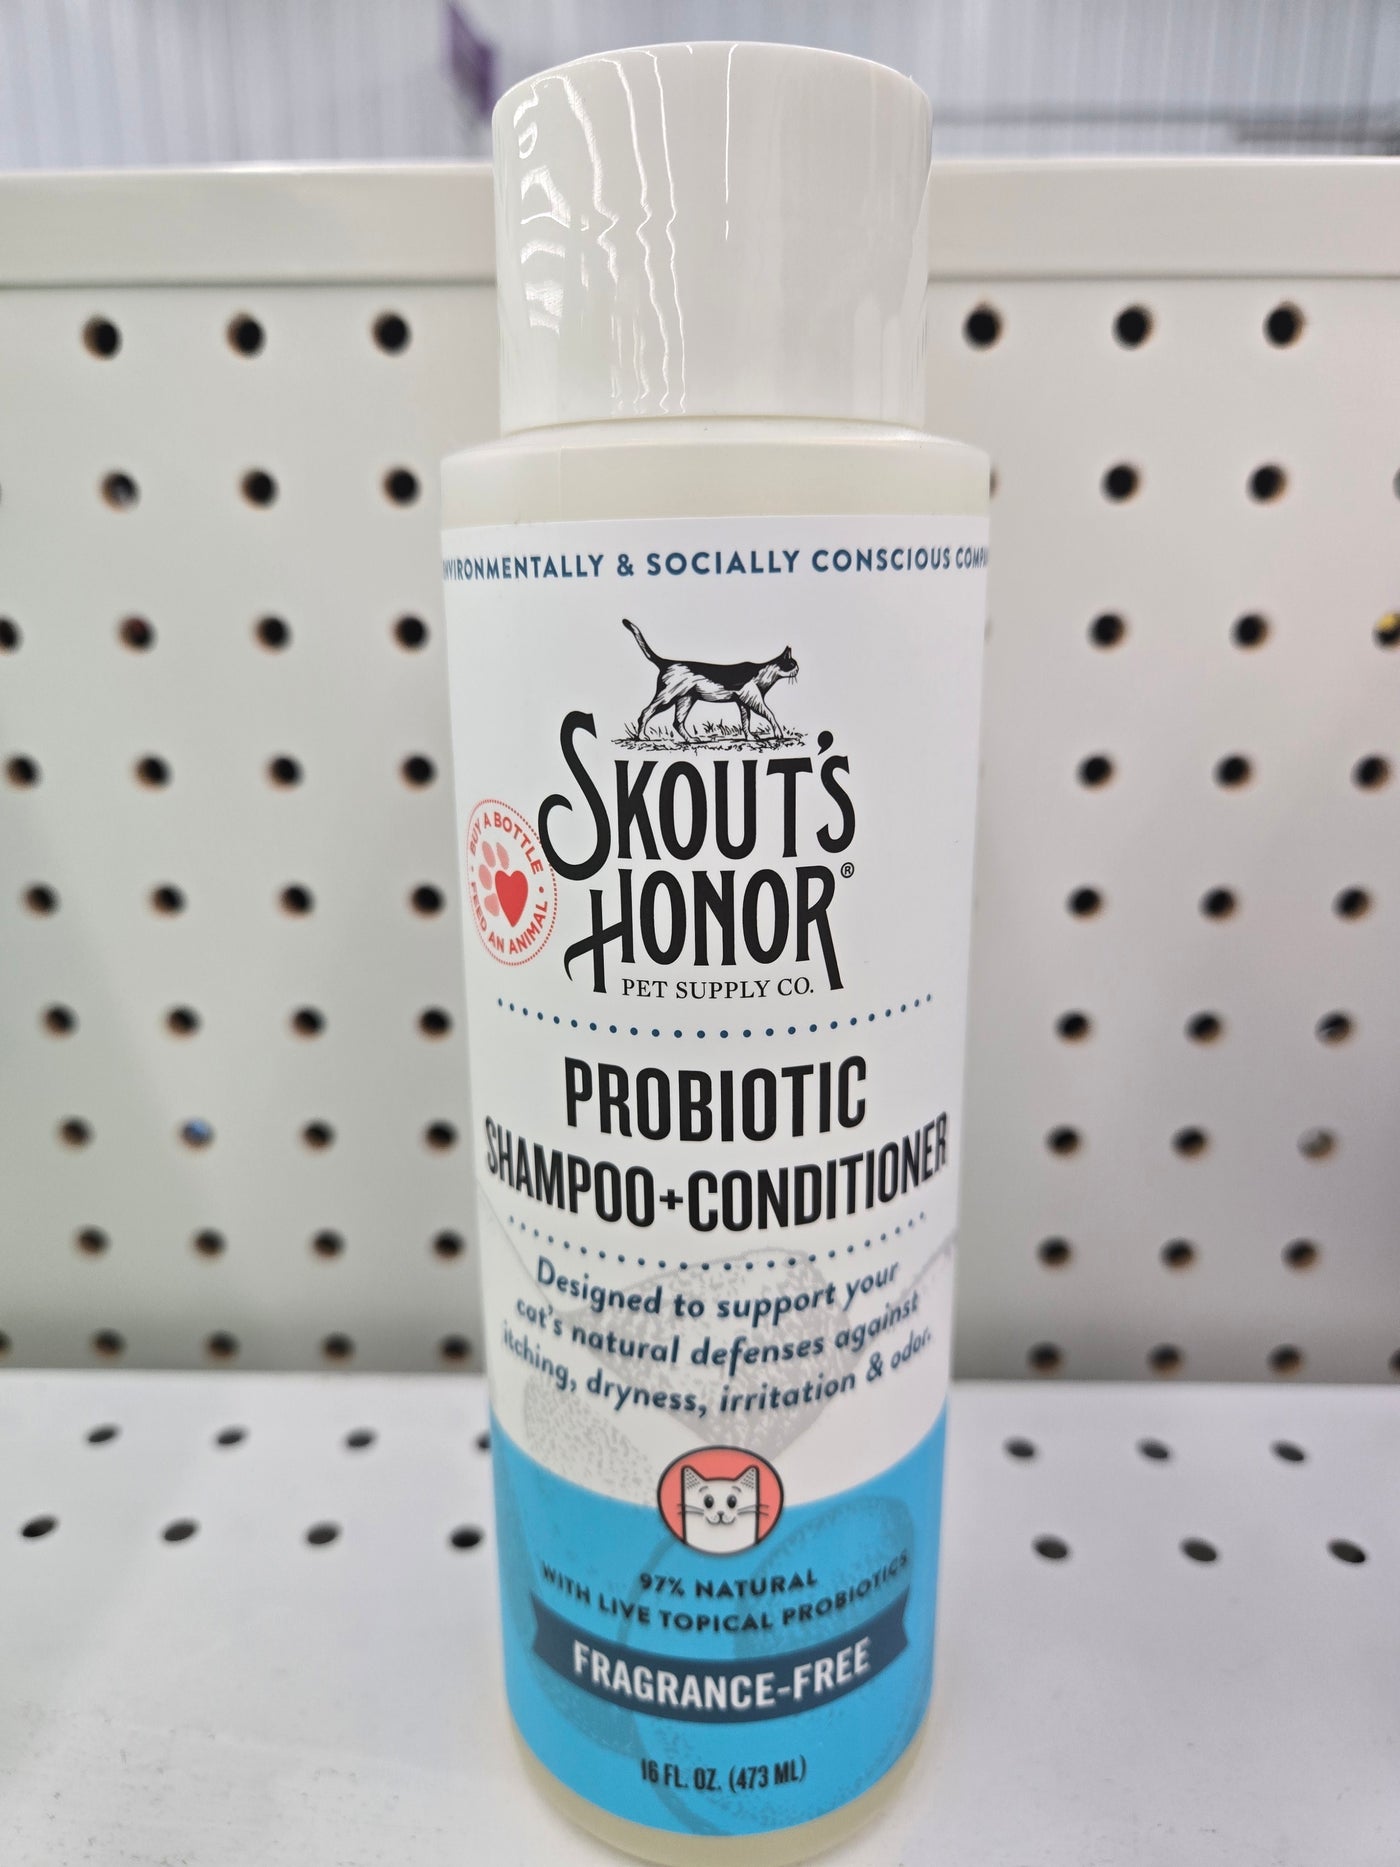 ENVIRONMENTALLY & SOCIALLY CONSCIOUS
SKOUT'S
HONOR®
PET SUPPLY CO.
BUY A BOTTLE
FEED AN ANIMAL
PROBIOTIC
SHAMPOO+CONDITIONER
Designed to support your
cat's natural defenses against
itching, dryness, irritation & odor.
97% NATURAL
WITH LIVE TOPICAL PROBIOTICS
FRAGRANCE-FREE
16 FL. OZ. (473 ML)